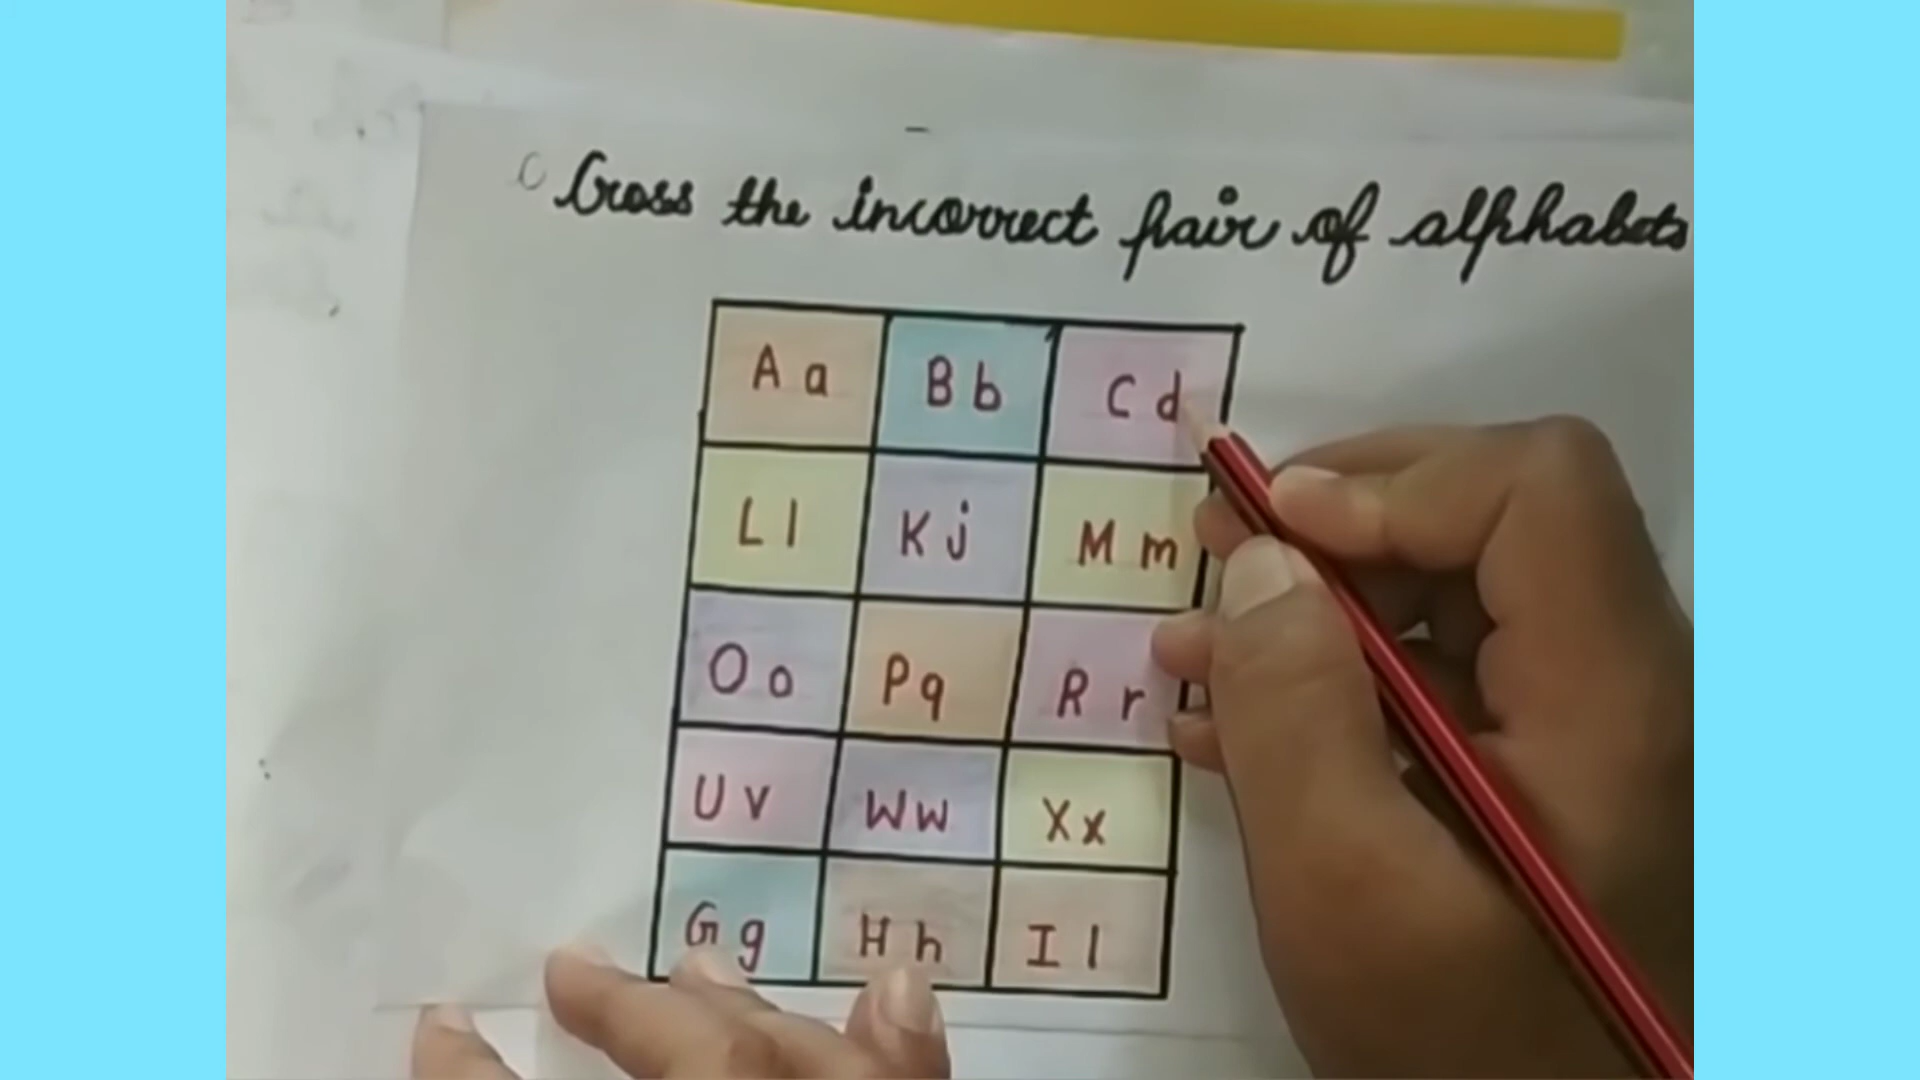 Cross the incorrect pair of alphabets
A a B b C d
L l K j M m
O o P q R r
U v W w X x
G g H h I l